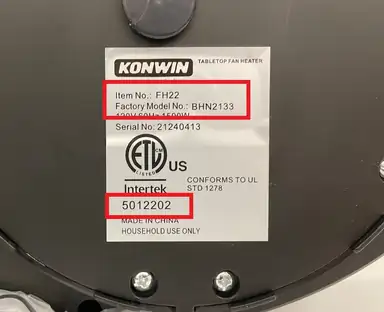 KONWIN
TABLETOP FAN HEATER
Item No.: FH22
Factory Model No.: BHN2133
120V 60Hz 1500W
Serial No: 21240413
ETL
CM
US
Intertek
CONFORMS TO UL
STD 1278
5012202
MADE IN CHINA
HOUSEHOLD USE ONLY